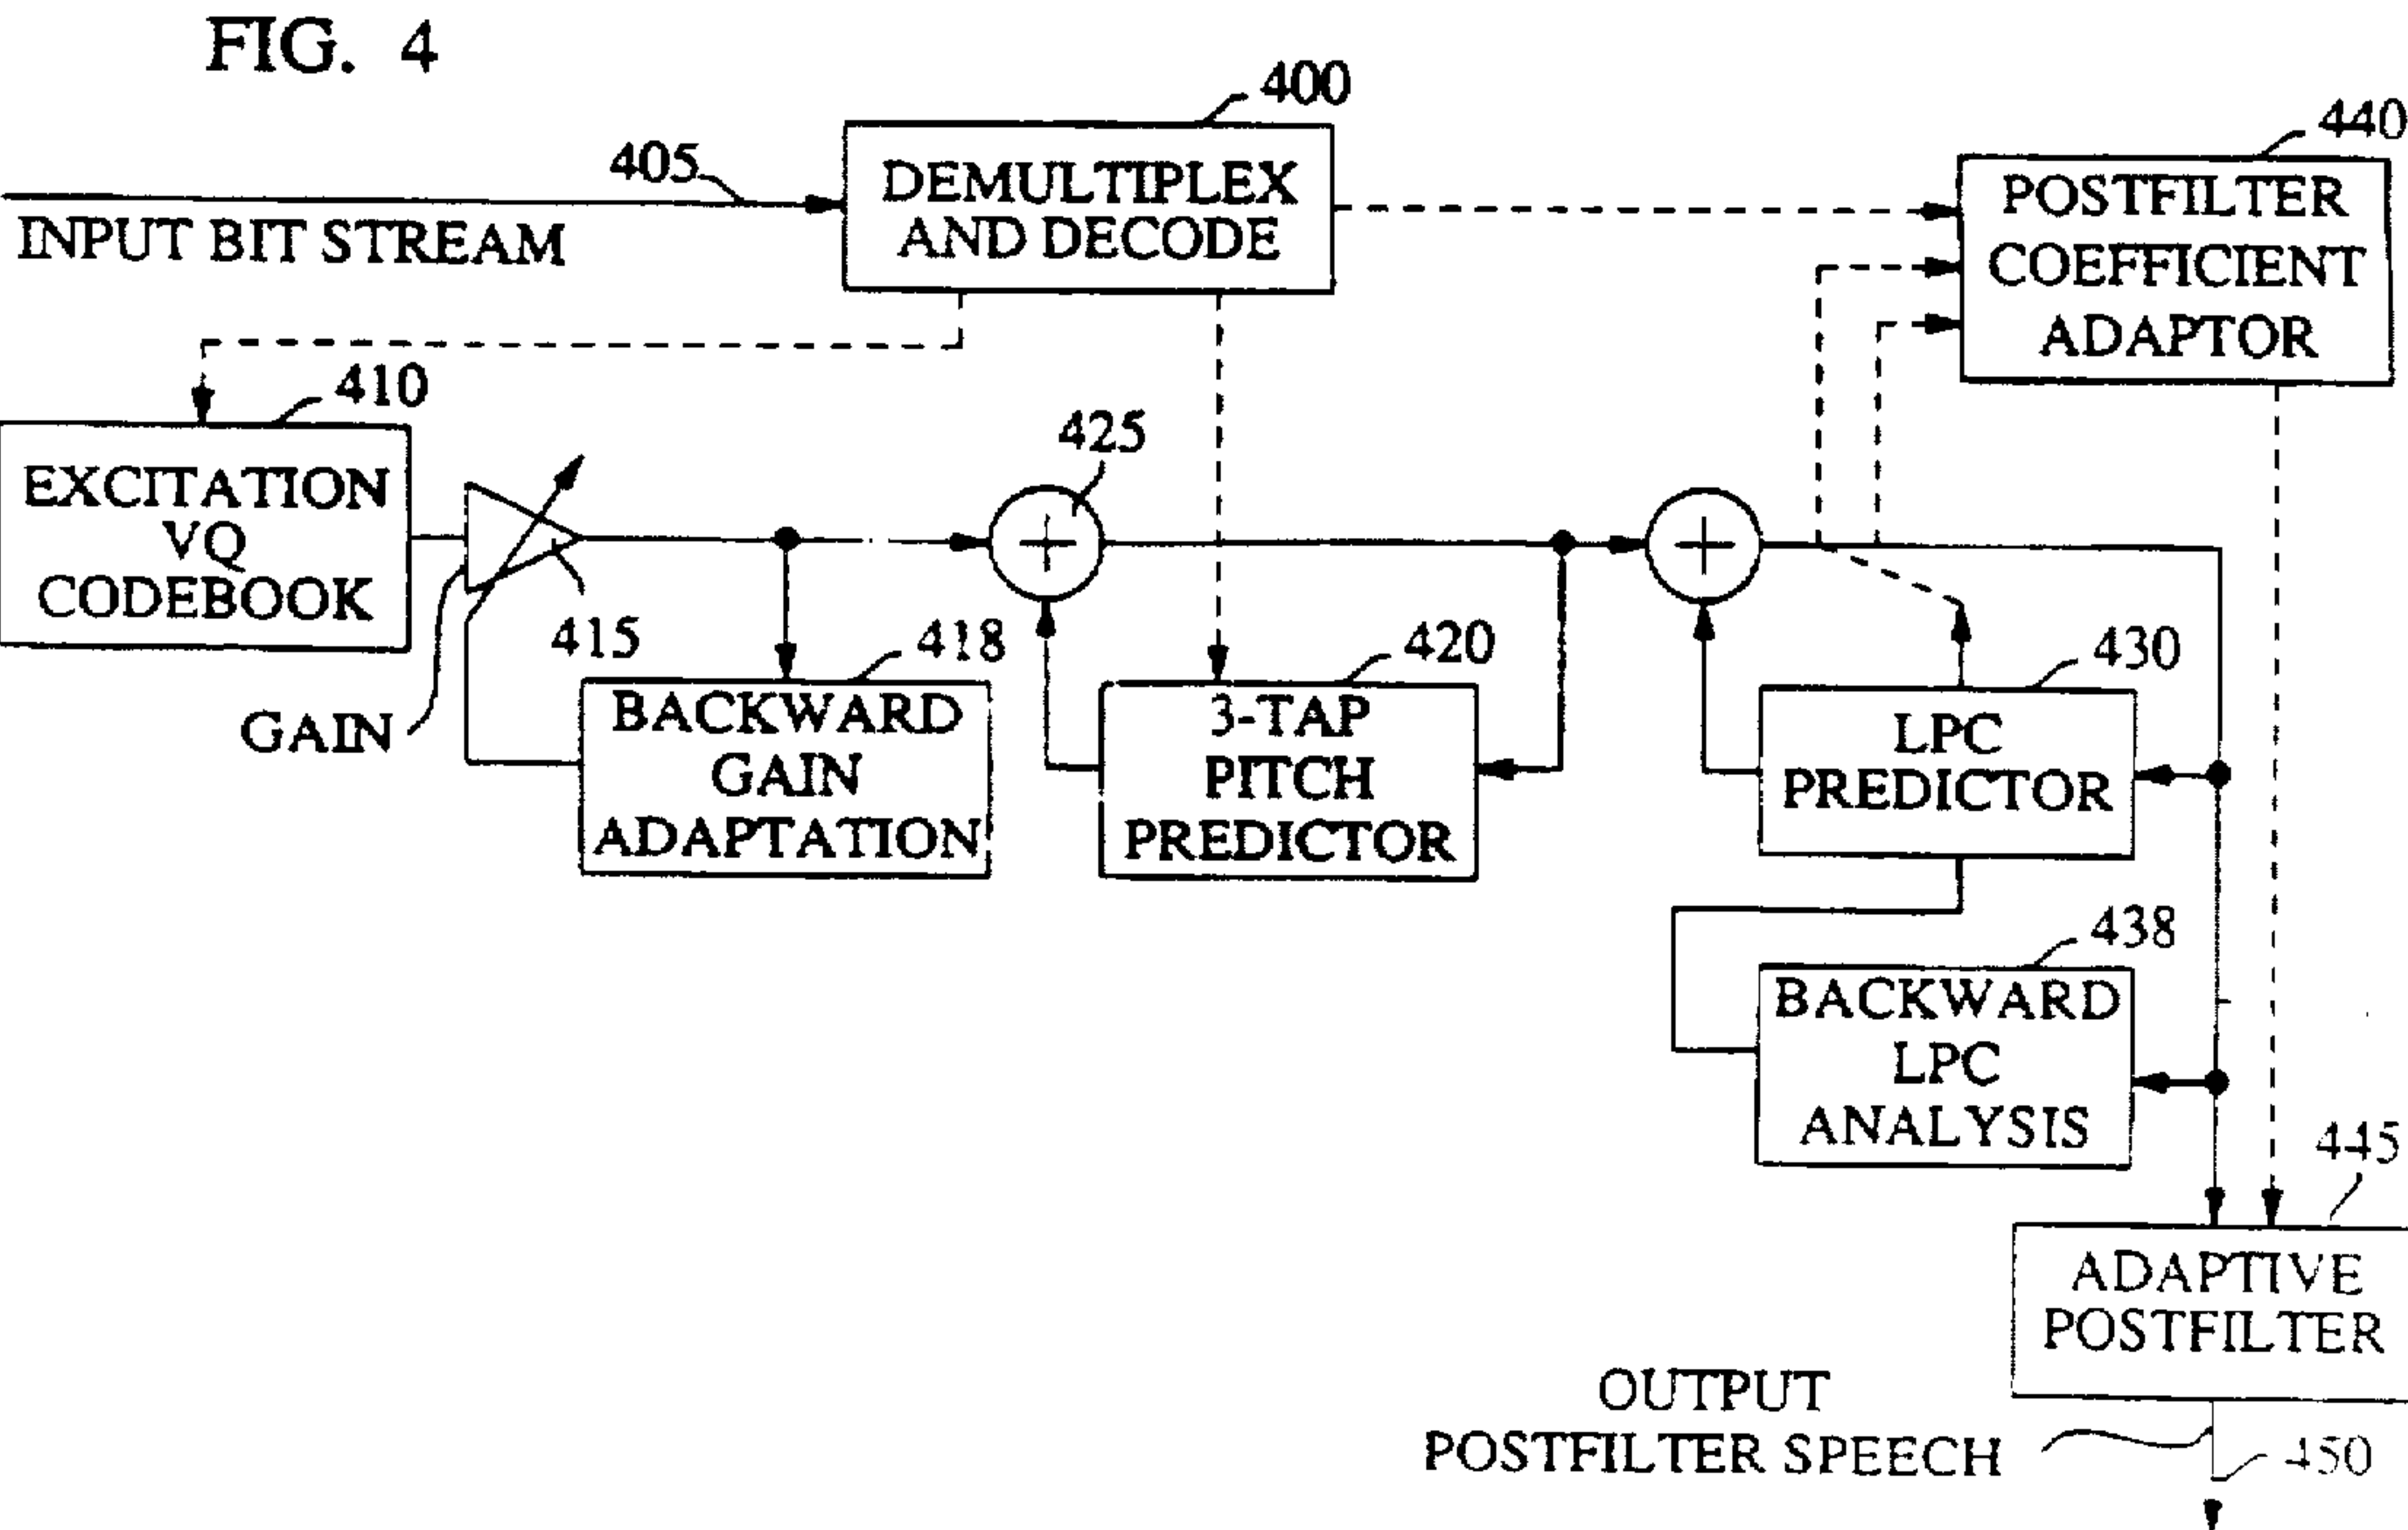 FIG. 4
400
405
DEMULTIPLEX
AND DECODE
440
POSTFILTER
COEFFICIENT
ADAPTOR
INPUT BIT STREAM
410
EXCITATION
VQ
CODEBOOK
425
415
GAIN
418
BACKWARD
GAIN
ADAPTATION
420
3-TAP
PITCH
PREDICTOR
430
LPC
PREDICTOR
438
BACKWARD
LPC
ANALYSIS
445
ADAPTIVE
POSTFILTER
OUTPUT
POSTFILTER SPEECH
450